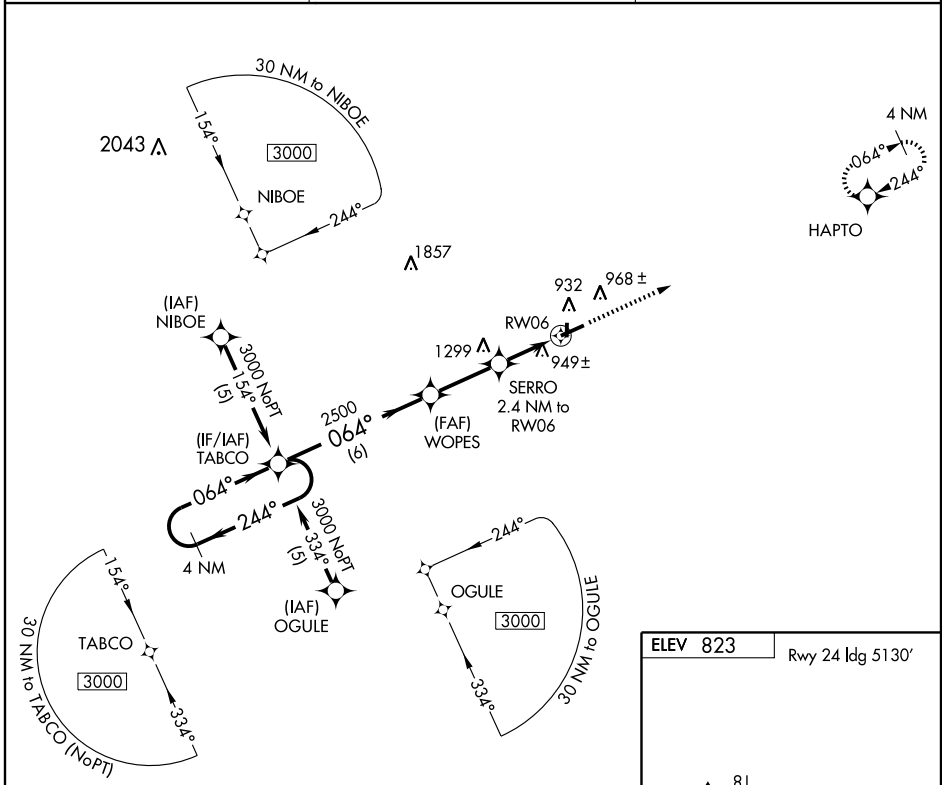 30 NM to NIBOE
154°
2043
3000
NIBOE
244°
4 NM
064°
244°
HAPTO
1857
(IAF)
NIBOE
3000 NoPT
154°
(5)
932
968 ±
RW06
1299
949±
SERRO
2.4 NM to
RW06
(FAF)
WOPES
2500
064°
(6)
(IF/IAF)
TABCO
064°
244°
4 NM
3000 NoPT
334°
(5)
(IAF)
OGULE
244°
OGULE
3000
334°
30 NM to OGULE
154°
TABCO
3000
334°
30 NM to TABCO (NoPT)
ELEV 823
Rwy 24 ldg 5130'